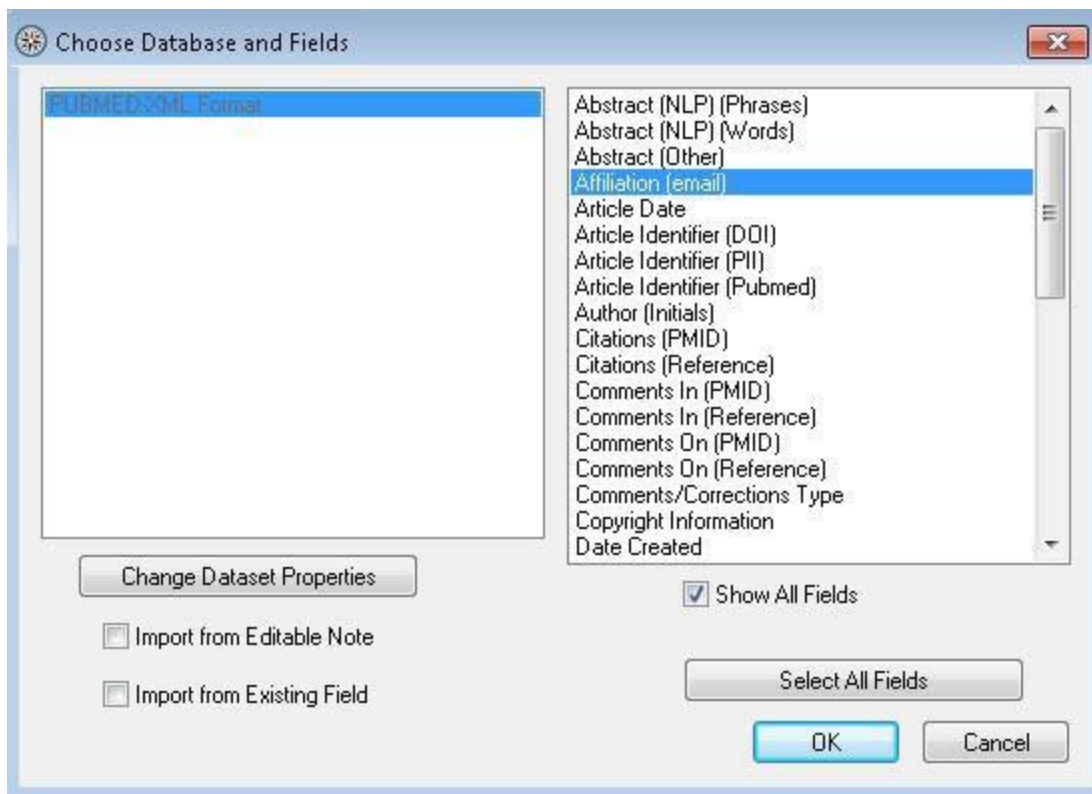 Choose Database and Fields
PUBMED-XML Format
Abstract (NLP) (Phrases)
Abstract (NLP) (Words)
Abstract (Other)
Affiliation (email)
Article Date
Article Identifier (DOI)
Article Identifier (PII)
Article Identifier (Pubmed)
Author (Initials)
Citations (PMID)
Citations (Reference)
Comments In (PMID)
Comments In (Reference)
Comments On (PMID)
Comments On (Reference)
Comments/Corrections Type
Copyright Information
Date Created
Change Dataset Properties
Show All Fields
Import from Editable Note
Import from Existing Field
Select All Fields
OK
Cancel